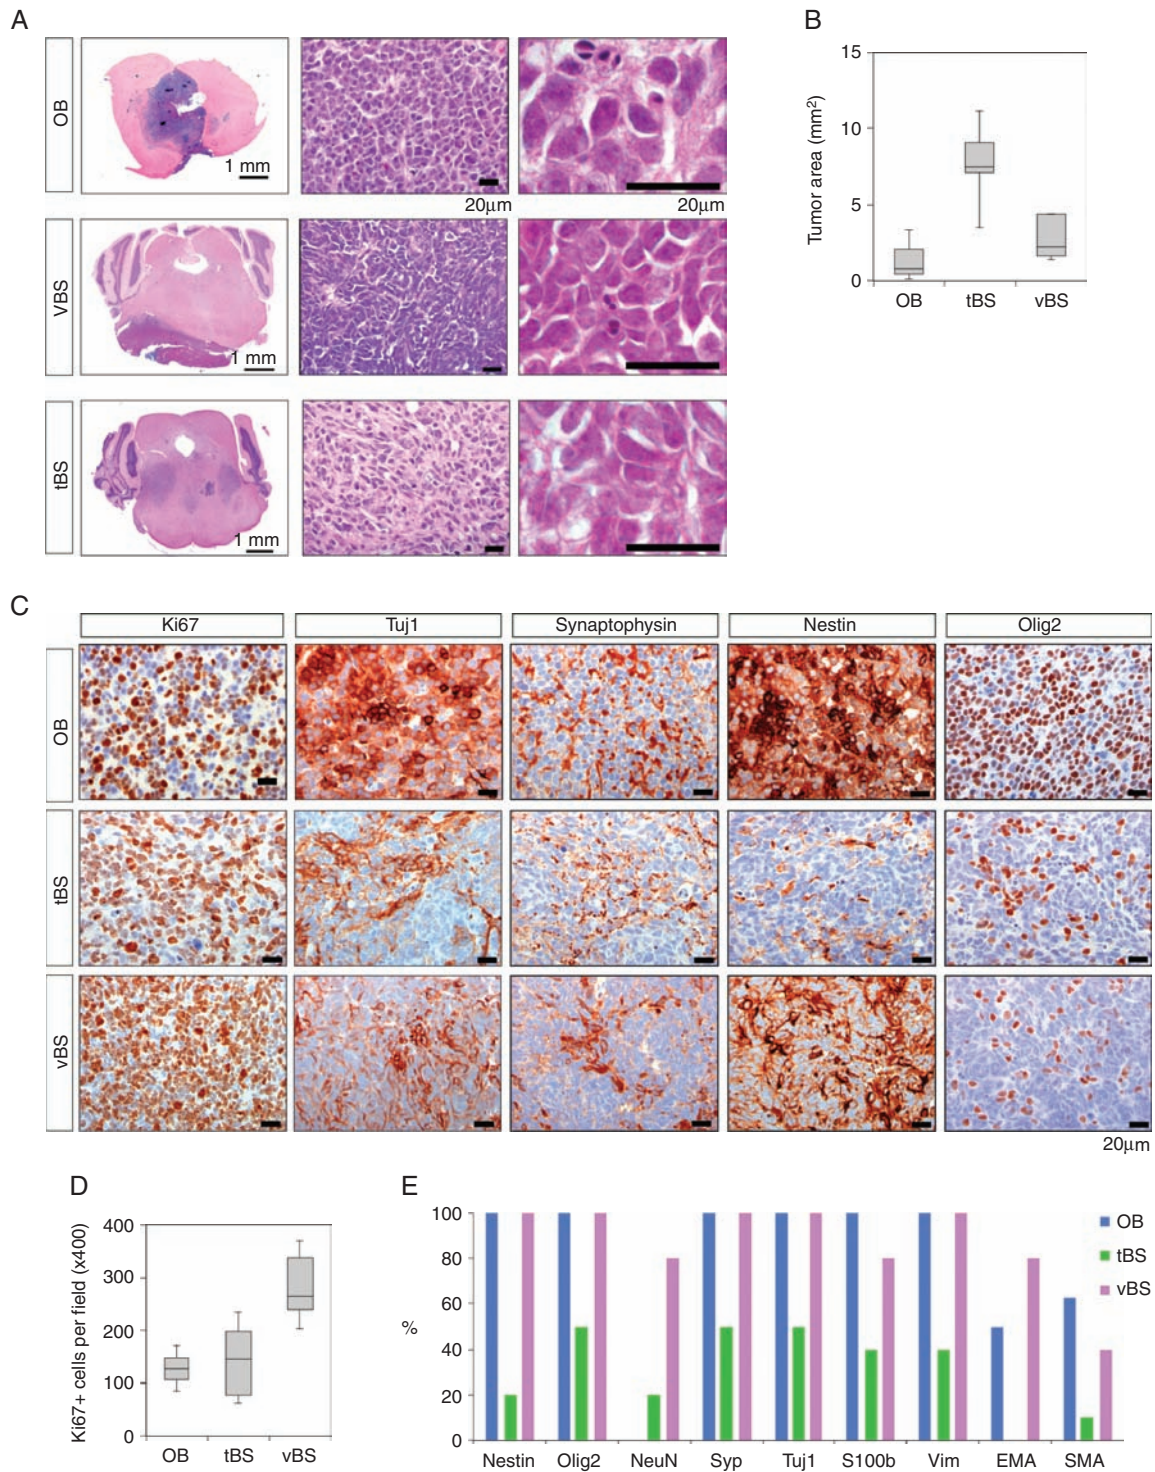 A
B
OB
1 mm
20µm
20µm
VBS
1 mm
tBS
1 mm
Tumor area (mm²)
15
10
5
0
OB tBS vBS
C
Ki67 Tuj1 Synaptophysin Nestin Olig2
OB
tBS
vBS
20µm
D
Ki67+ cells per field (x400)
400
300
200
100
0
OB tBS vBS
E
%
100
80
60
40
20
0
Nestin Olig2 NeuN Syp Tuj1 S100b Vim EMA SMA
OB
tBS
vBS